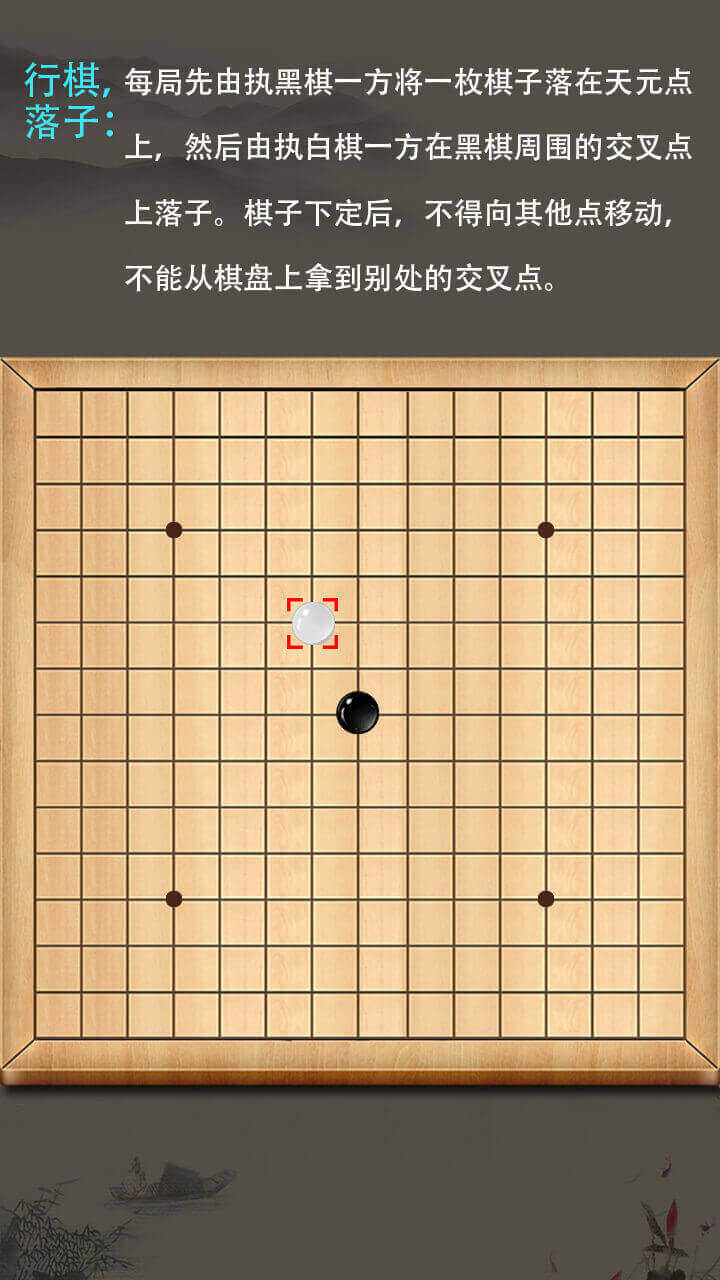 行棋,
落子：
每局先由执黑棋一方将一枚棋子落在天元点
上，然后由执白棋一方在黑棋周围的交叉点
上落子。棋子下定后，不得向其他点移动，
不能从棋盘上拿到别处的交叉点。